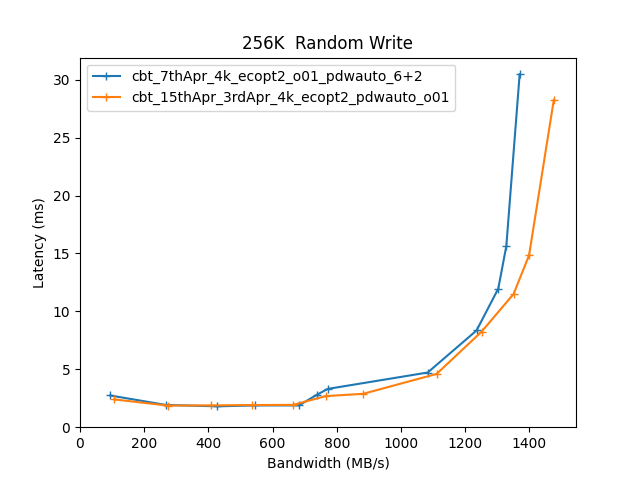 256K  Random Write
cbt_7thApr_4k_ecopt2_o01_pdwauto_6+2
cbt_15thApr_3rdApr_4k_ecopt2_pdwauto_o01
30
25
20
15
10
5
0
Latency (ms)
0 200 400 600 800 1000 1200 1400
Bandwidth (MB/s)